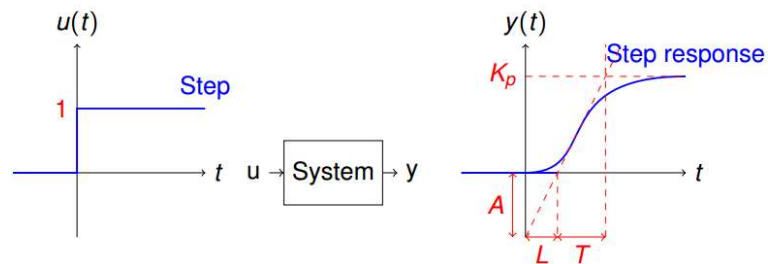 u(t)
Step
1
t
u
System
y
y(t)
Step response
K_p
t
A
L
T